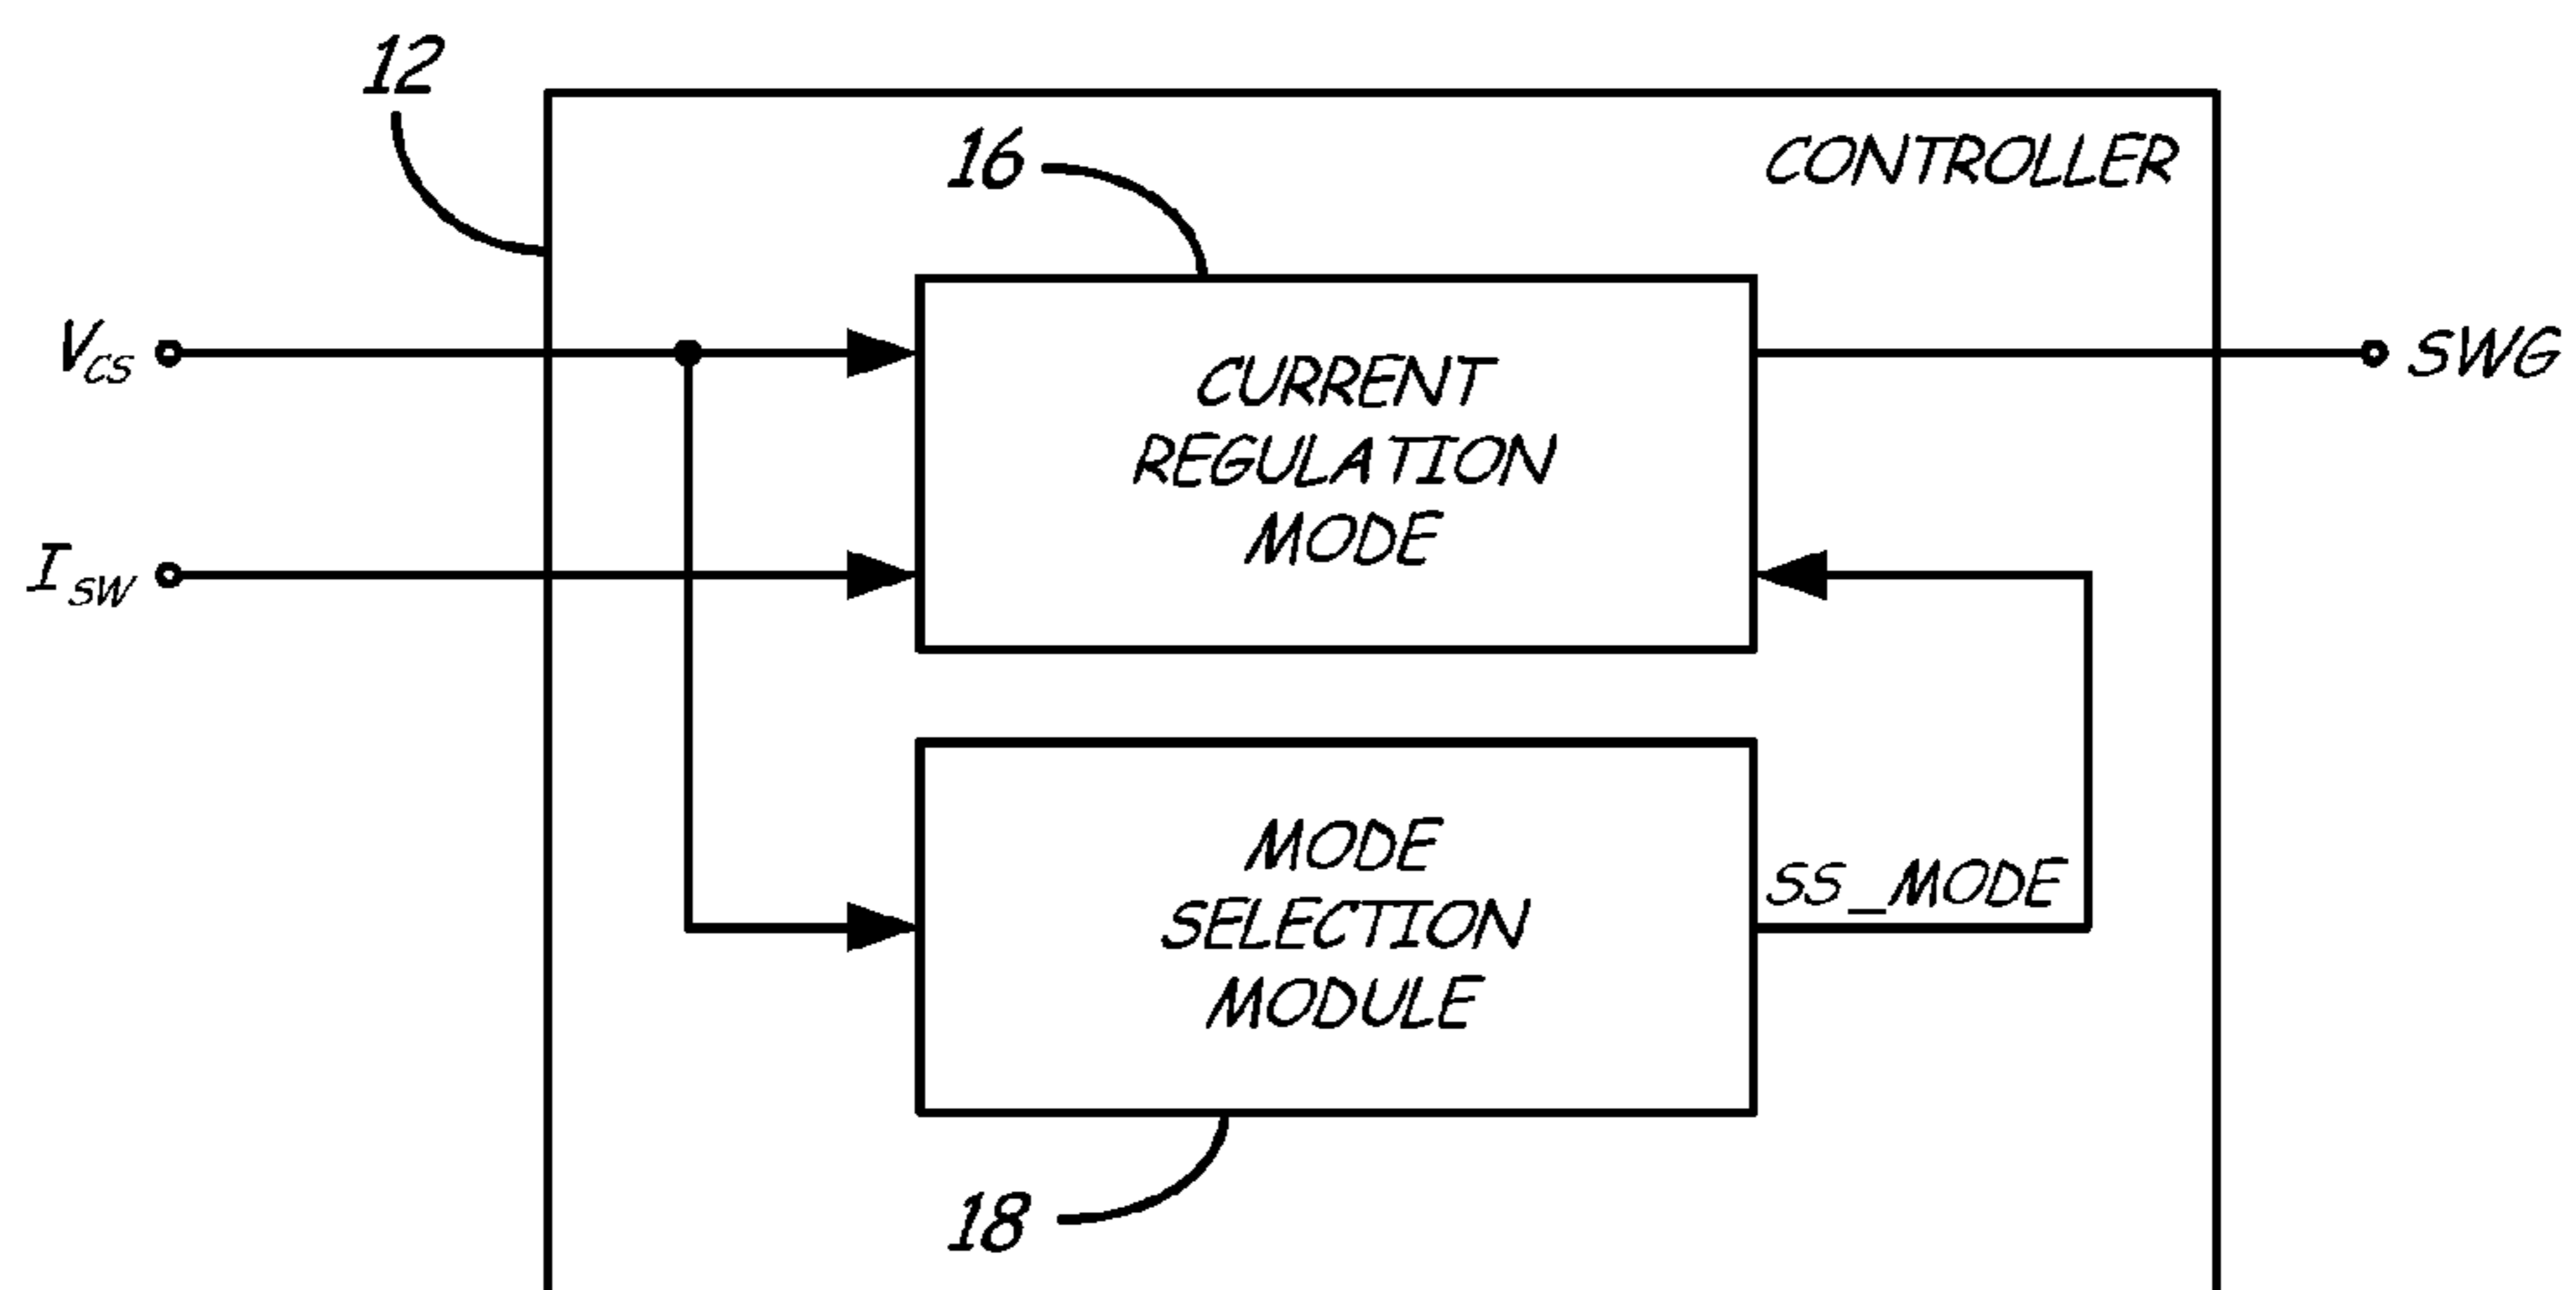 12
CONTROLLER
16
V_CS
CURRENT
REGULATION
MODE
SWG
I_SW
MODE
SELECTION
MODULE
SS_MODE
18